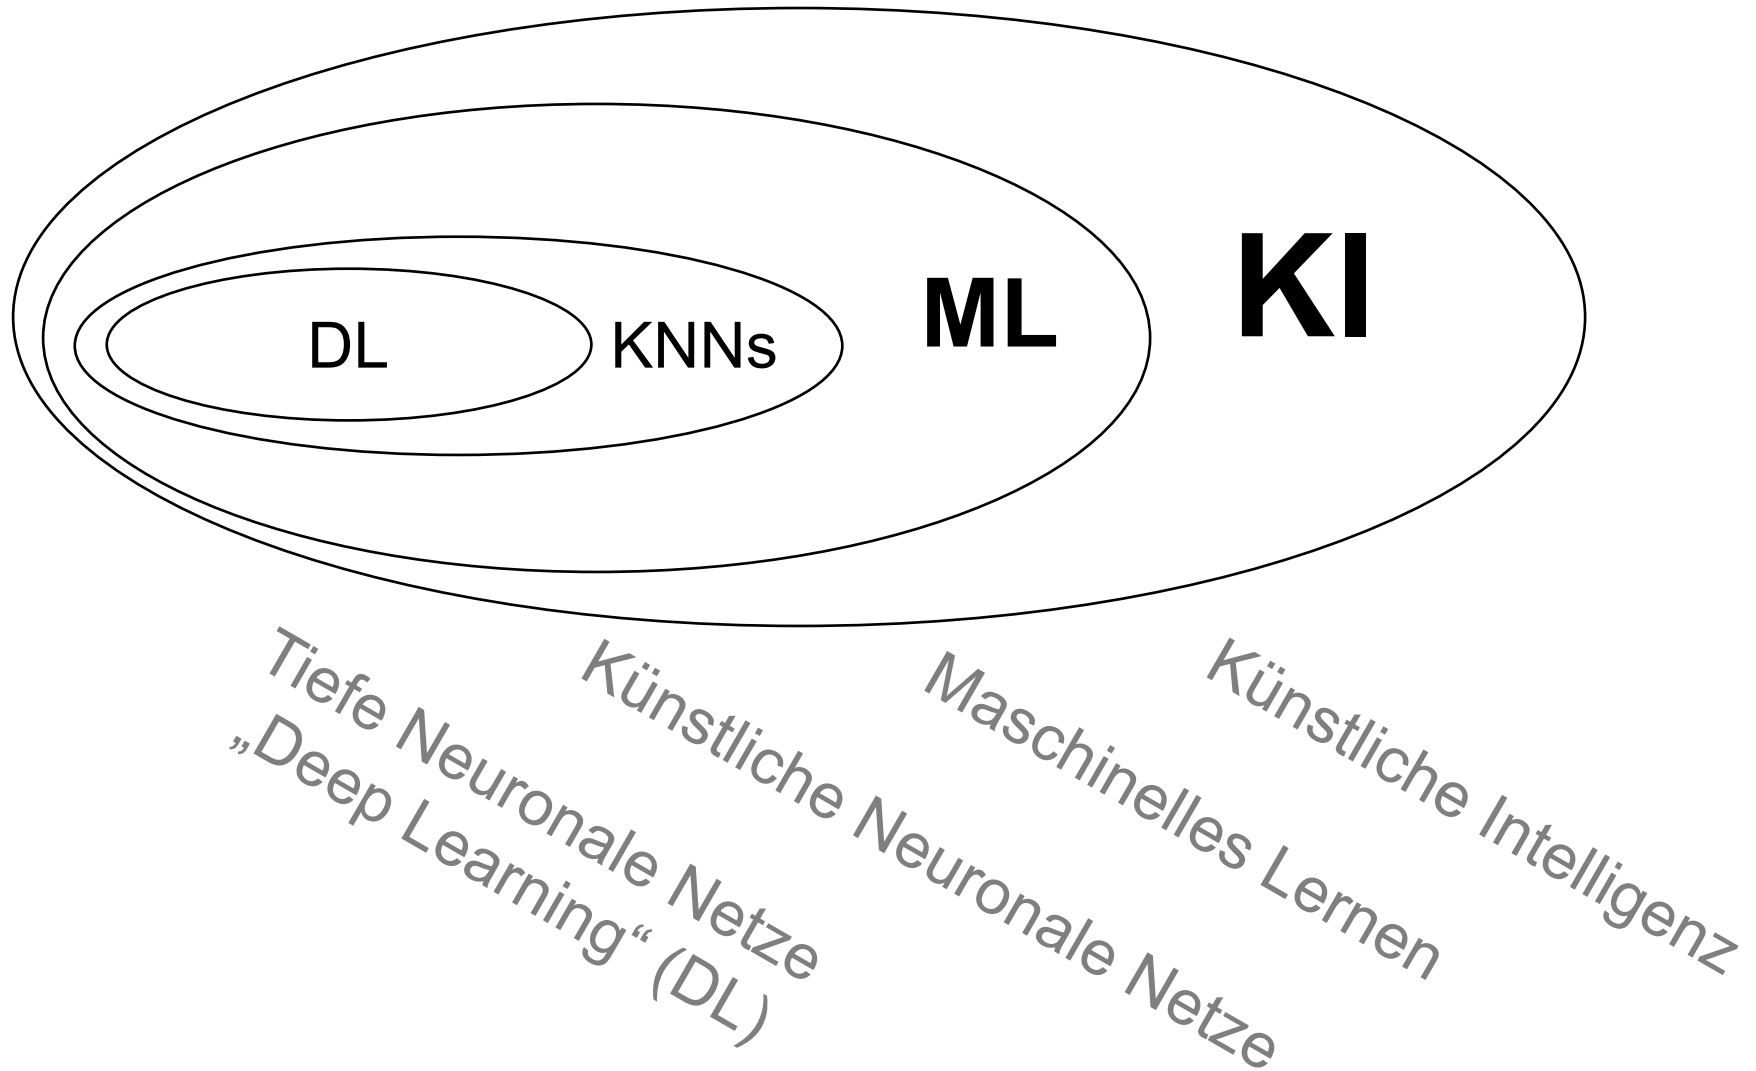 DL
KNNs
ML
KI
Tiefe Neuronale Netze
„Deep Learning“ (DL)
Künstliche Neuronale Netze
Maschinelles Lernen
Künstliche Intelligenz